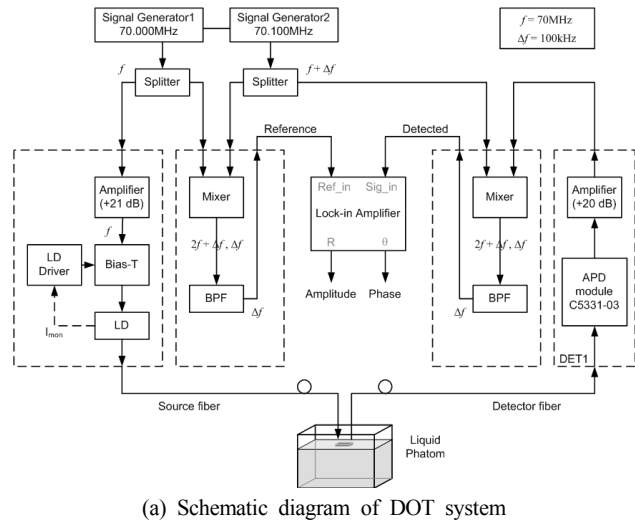 Signal Generator1
70.000MHz
Signal Generator2
70.100MHz
f = 70MHz
Δf = 100kHz
f
Splitter
f + Δf
Splitter
Reference
Detected
Amplifier
(+21 dB)
f
LD
Driver
Bias-T
LD
Imon
Mixer
2f + Δf , Δf
BPF
Δf
Ref_in
Sig_in
Lock-in Amplifier
R
θ
Amplitude
Phase
Mixer
2f + Δf , Δf
BPF
Δf
Amplifier
(+20 dB)
APD
module
C5331-03
DET1
Source fiber
Detector fiber
Liquid
Phatom
(a) Schematic diagram of DOT system